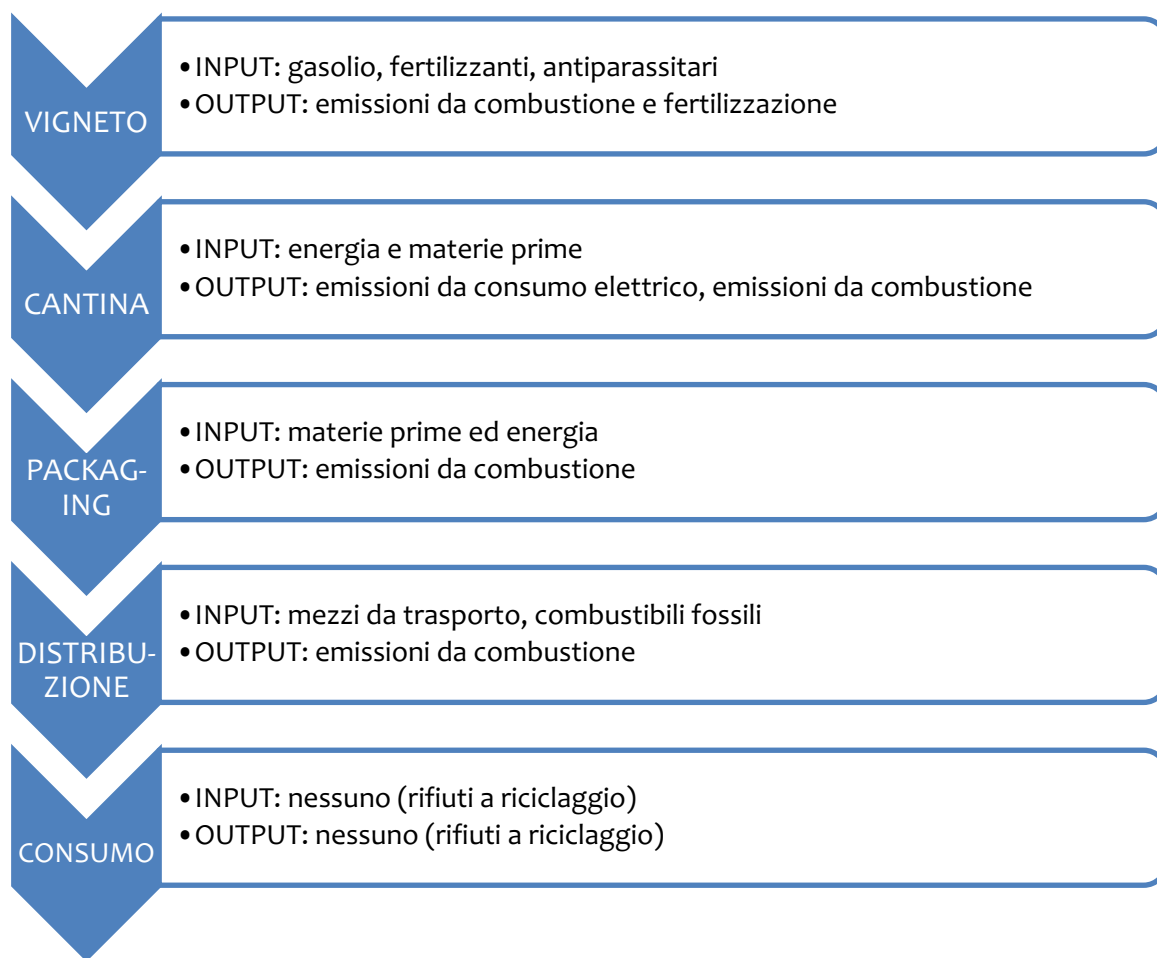 VIGNETO
•INPUT: gasolio, fertilizzanti, antiparassitari
•OUTPUT: emissioni da combustione e fertilizzazione
CANTINA
•INPUT: energia e materie prime
•OUTPUT: emissioni da consumo elettrico, emissioni da combustione
PACKAG-
ING
•INPUT: materie prime ed energia
•OUTPUT: emissioni da combustione
DISTRIBU-
ZIONE
•INPUT: mezzi da trasporto, combustibili fossili
•OUTPUT: emissioni da combustione
CONSUMO
•INPUT: nessuno (rifiuti a riciclaggio)
•OUTPUT: nessuno (rifiuti a riciclaggio)